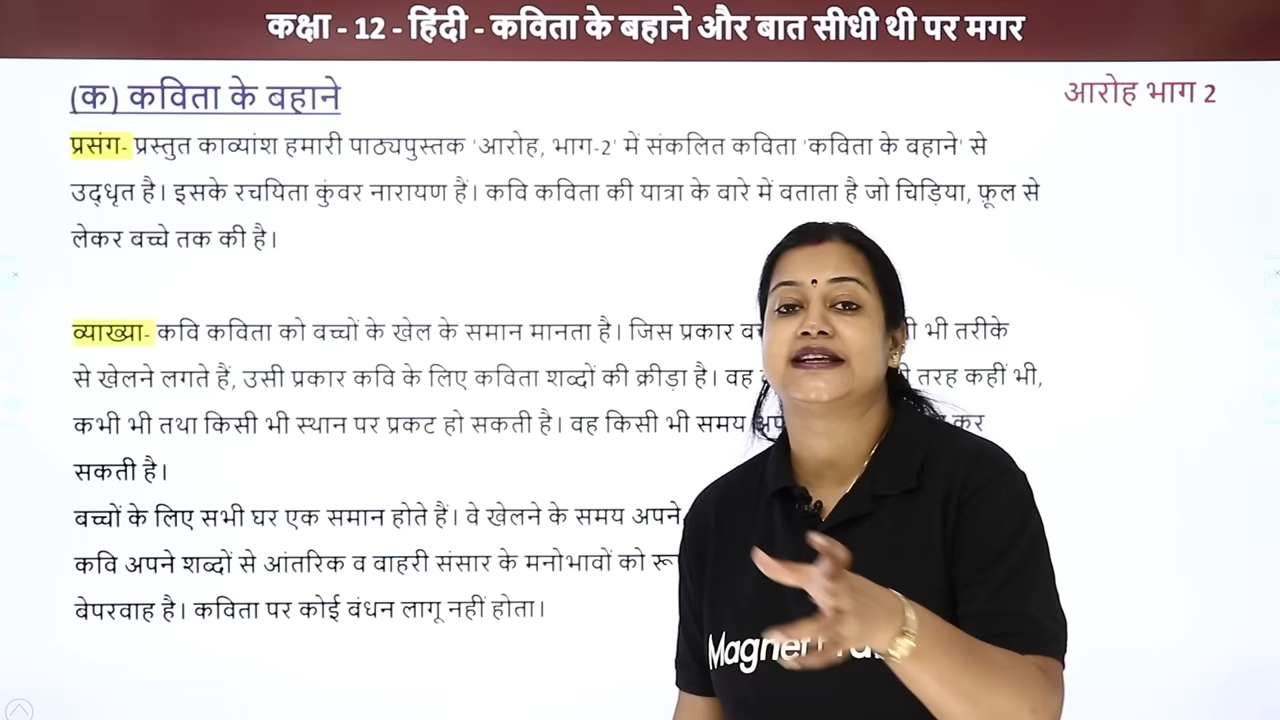 कक्षा - 12 - हिंदी - कविता के बहाने और बात सीधी थी पर मगर
(क) कविता के बहाने
आरोह भाग 2
प्रसंग- प्रस्तुत काव्यांश हमारी पाठ्यपुस्तक 'आरोह, भाग-2' में संकलित कविता 'कविता के बहाने' से
उद्धृत है। इसके रचयिता कुंवर नारायण हैं। कवि कविता की यात्रा के बारे में बताता है जो चिड़िया, फ़ूल से
लेकर बच्चे तक की है।
व्याख्या- कवि कविता को बच्चों के खेल के समान मानता है। जिस प्रकार भी तरीके
से खेलने लगते हैं, उसी प्रकार कवि के लिए कविता शब्दों की क्रीड़ा है। वह तरह कहीं भी,
कभी भी तथा किसी भी स्थान पर प्रकट हो सकती है। वह किसी भी समय कर
सकती है।
बच्चों के लिए सभी घर एक समान होते हैं। वे खेलने के समय अपने
कवि अपने शब्दों से आंतरिक व वाहरी संसार के मनोभावों को
बेपरवाह है। कविता पर कोई बंधन लागू नहीं होता।